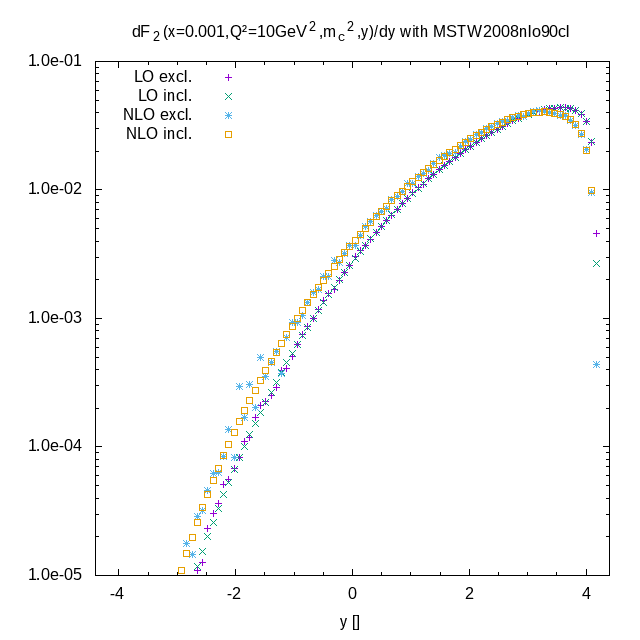 dF₂(x=0.001,Q²=10GeV²,m_c²,y)/dy with MSTW2008nlo90cl
1.0e-01
LO excl.
LO incl.
NLO excl.
NLO incl.
1.0e-02
1.0e-03
1.0e-04
1.0e-05
-4 -2 0 2 4
y []